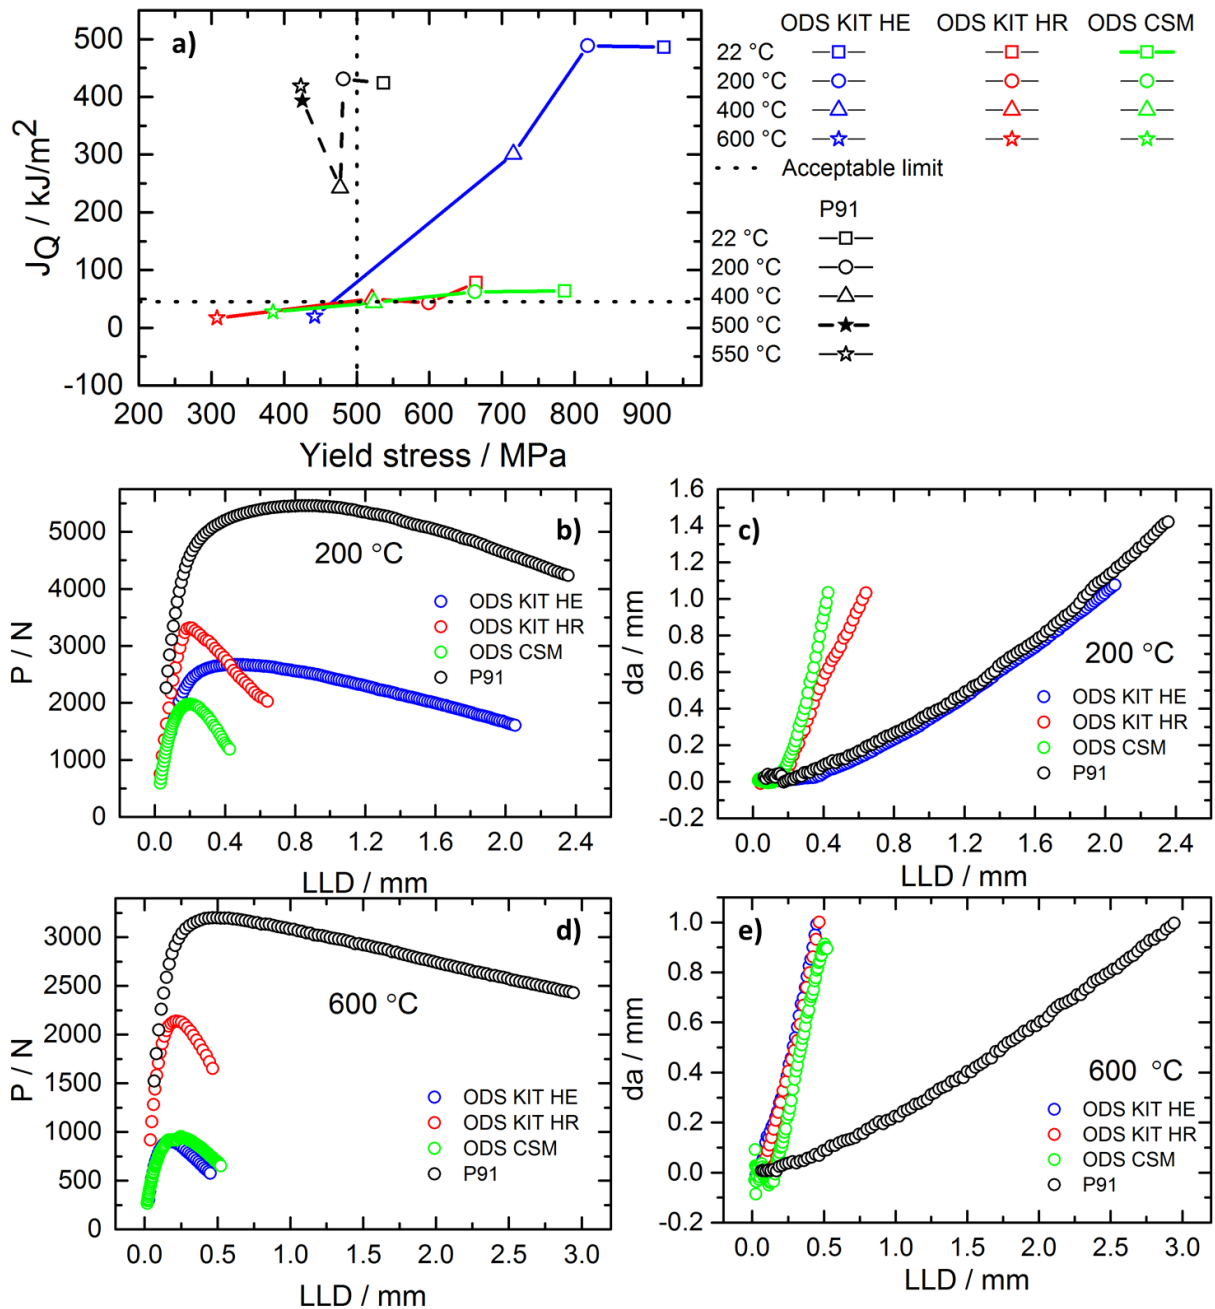 a)
500
400
300
200
100
0
-100
J_Q / kJ/m²
200 300 400 500 600 700 800 900
Yield stress / MPa
ODS KIT HE ODS KIT HR ODS CSM
22 °C
200 °C
400 °C
600 °C
Acceptable limit
P91
22 °C
200 °C
400 °C
500 °C
550 °C
b)
5000
4000
3000
2000
1000
0
P / N
200 °C
ODS KIT HE
ODS KIT HR
ODS CSM
P91
0.0 0.4 0.8 1.2 1.6 2.0 2.4
LLD / mm
c)
1.6
1.4
1.2
1.0
0.8
0.6
0.4
0.2
0.0
-0.2
da / mm
200 °C
ODS KIT HE
ODS KIT HR
ODS CSM
P91
0.0 0.4 0.8 1.2 1.6 2.0 2.4
LLD / mm
d)
3000
2500
2000
1500
1000
500
0
P / N
600 °C
ODS KIT HE
ODS KIT HR
ODS CSM
P91
0.0 0.5 1.0 1.5 2.0 2.5 3.0
LLD / mm
e)
1.0
0.8
0.6
0.4
0.2
0.0
-0.2
da / mm
600 °C
ODS KIT HE
ODS KIT HR
ODS CSM
P91
0.0 0.5 1.0 1.5 2.0 2.5 3.0
LLD / mm